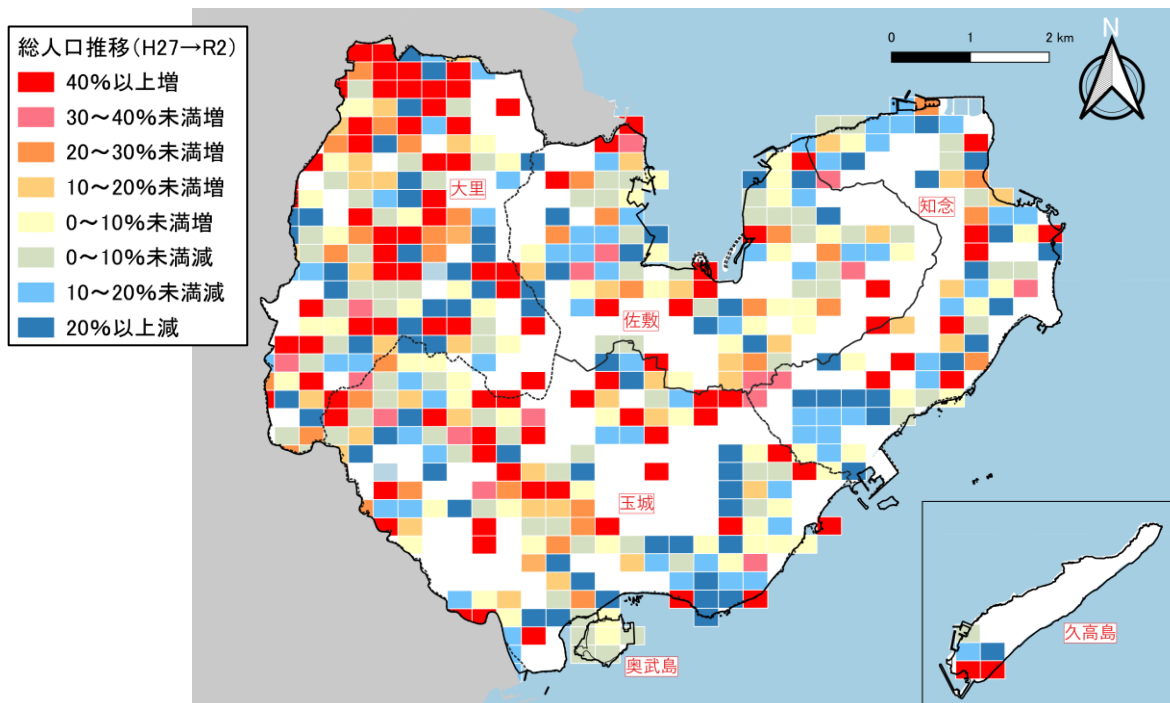 総人口推移(H27→R2)
40%以上増
30～40%未満増
20～30%未満増
10～20%未満増
0～10%未満増
0～10%未満減
10～20%未満減
20%以上減
0 1 2 km
N
大里
知念
佐敷
玉城
奥武島
久高島